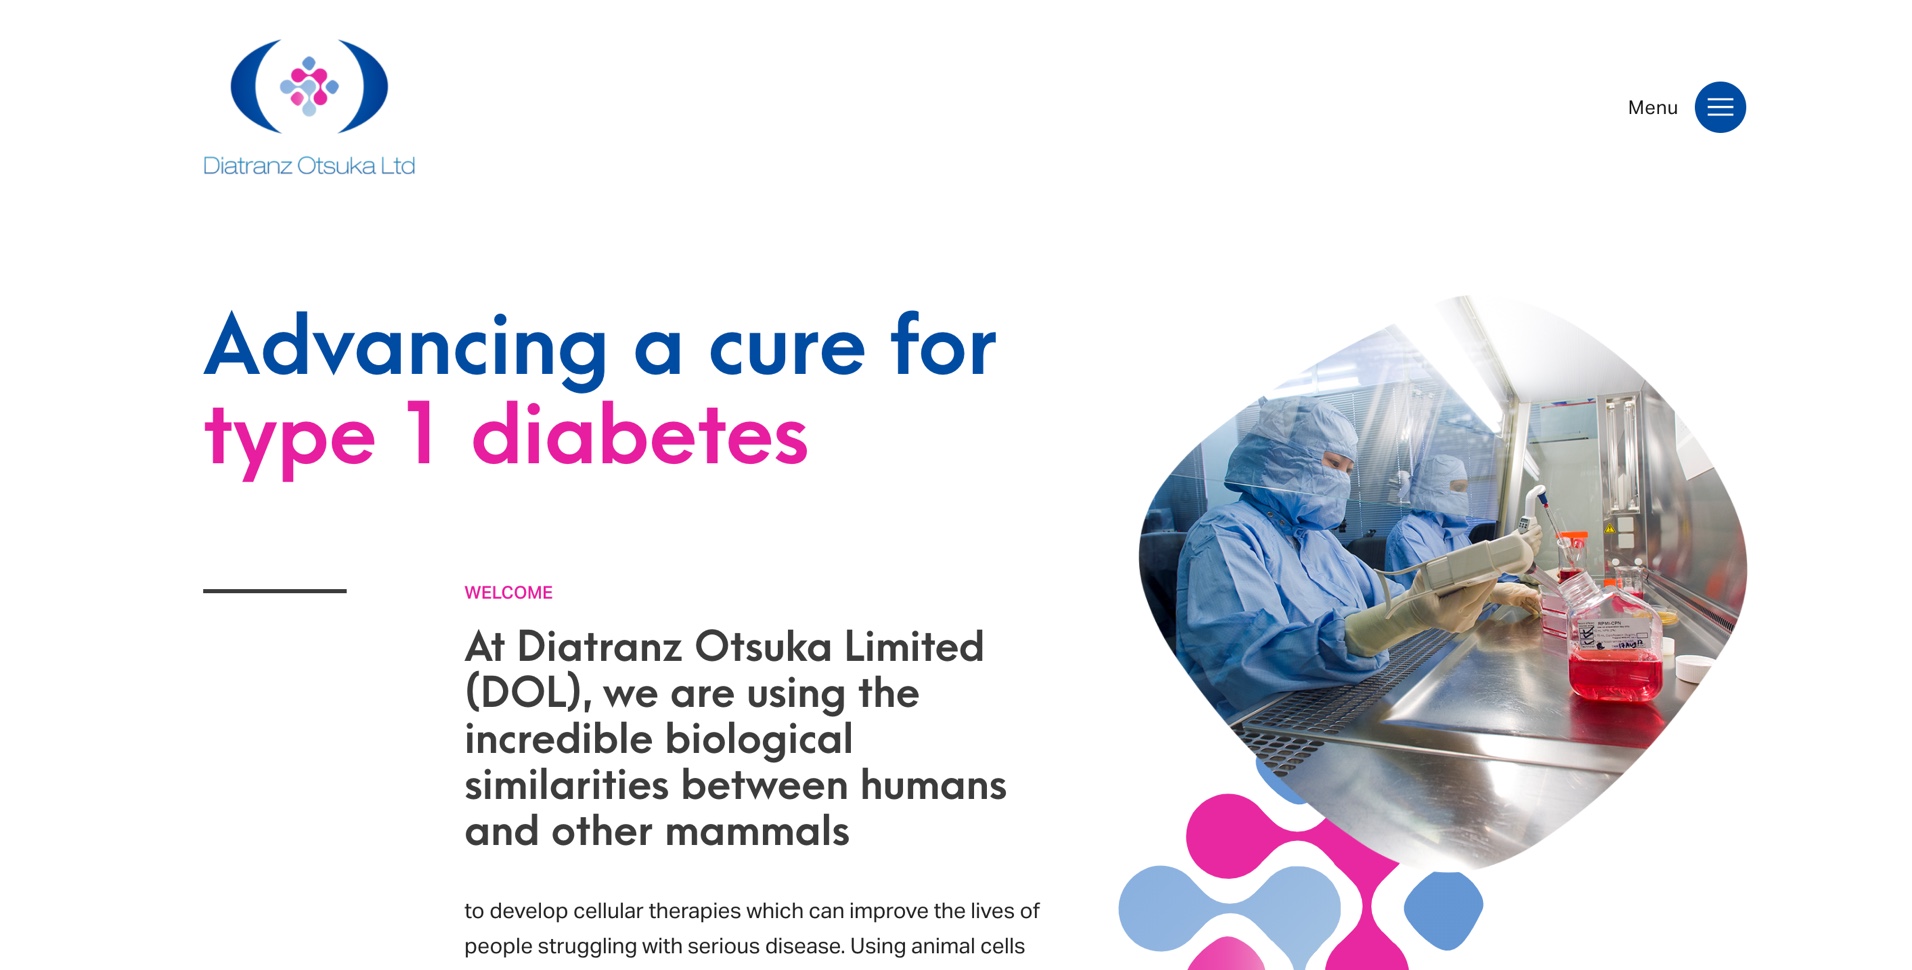 Diatranz Otsuka Ltd
Menu
Advancing a cure for
type 1 diabetes
WELCOME
At Diatranz Otsuka Limited
(DOL), we are using the
incredible biological
similarities between humans
and other mammals
to develop cellular therapies which can improve the lives of
people struggling with serious disease. Using animal cells